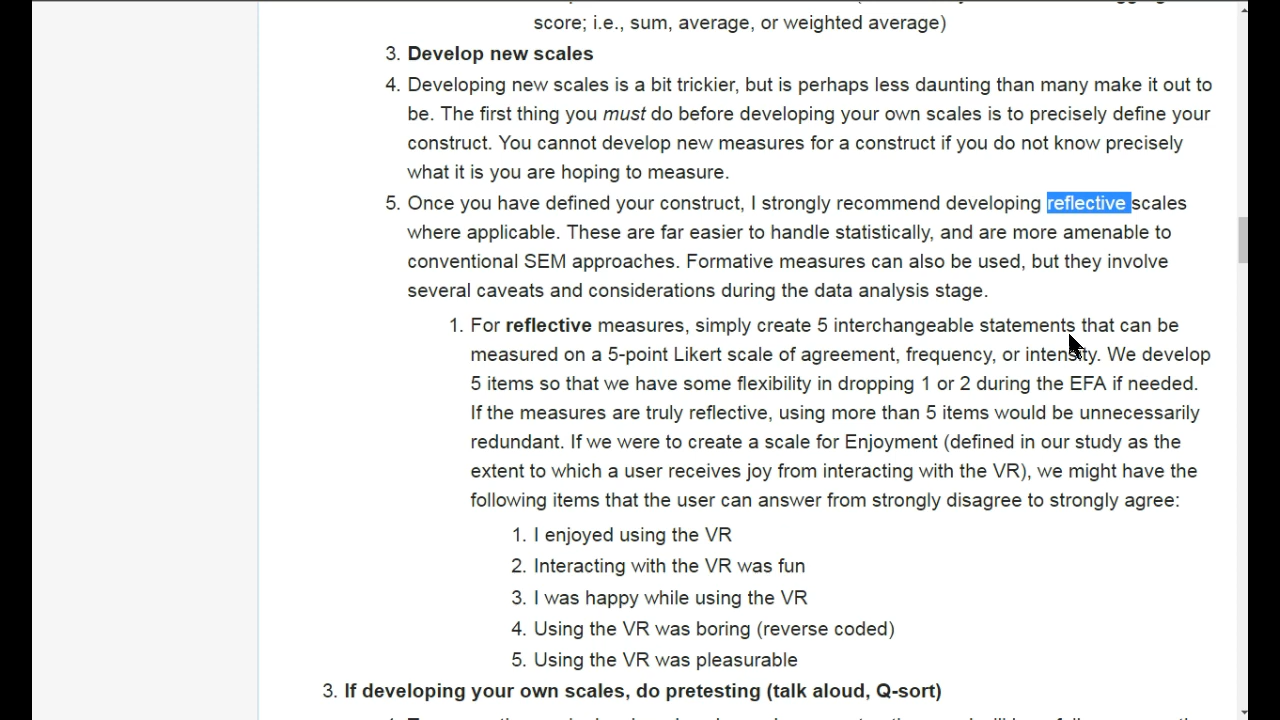 score; i.e., sum, average, or weighted average)
3. Develop new scales
4. Developing new scales is a bit trickier, but is perhaps less daunting than many make it out to
be. The first thing you must do before developing your own scales is to precisely define your
construct. You cannot develop new measures for a construct if you do not know precisely
what it is you are hoping to measure.
5. Once you have defined your construct, I strongly recommend developing reflective scales
where applicable. These are far easier to handle statistically, and are more amenable to
conventional SEM approaches. Formative measures can also be used, but they involve
several caveats and considerations during the data analysis stage.
1. For reflective measures, simply create 5 interchangeable statements that can be
measured on a 5-point Likert scale of agreement, frequency, or intensity. We develop
5 items so that we have some flexibility in dropping 1 or 2 during the EFA if needed.
If the measures are truly reflective, using more than 5 items would be unnecessarily
redundant. If we were to create a scale for Enjoyment (defined in our study as the
extent to which a user receives joy from interacting with the VR), we might have the
following items that the user can answer from strongly disagree to strongly agree:
1. I enjoyed using the VR
2. Interacting with the VR was fun
3. I was happy while using the VR
4. Using the VR was boring (reverse coded)
5. Using the VR was pleasurable
3. If developing your own scales, do pretesting (talk aloud, Q-sort)